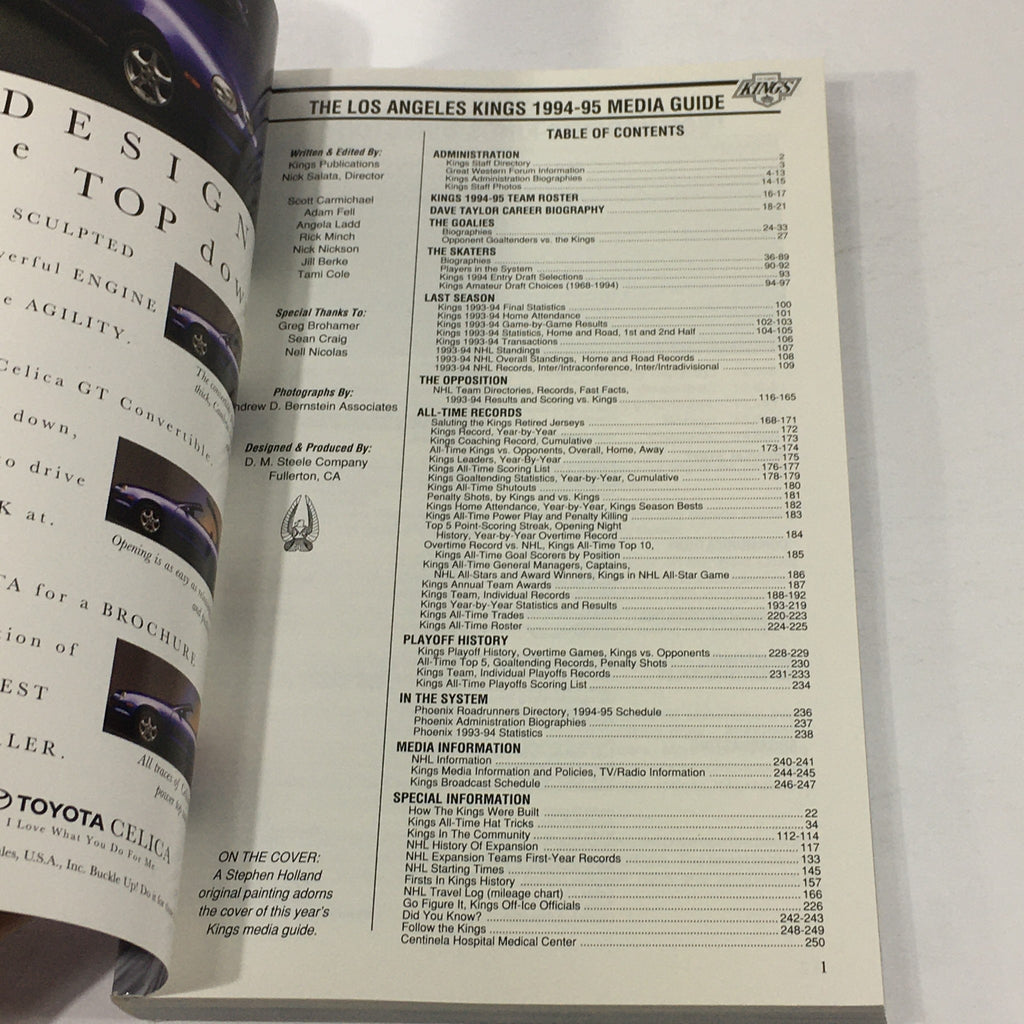 DESIGN
e TOP down
SCULPTED
erful ENGINE
e AGILITY.
The
Celica GT Convertible.
down,
o drive
K at.
Opening is as easy as
and
TA for a BROCHURE
ion of
EST
LER.
All traces of
power
TOYOTA CELICA
I Love What You Do For Me
les, U.S.A., Inc. Buckle Up! Do it for
KINGS
THE LOS ANGELES KINGS 1994-95 MEDIA GUIDE
Written & Edited By:
Kings Publications
Nick Salata, Director
Scott Carmichael
Adam Fell
Angela Ladd
Rick Minch
Nick Nickson
Jill Berke
Tami Cole
Special Thanks To:
Greg Brohamer
Sean Craig
Nell Nicolas
Photographs By:
ndrew D. Bernstein Associates
Designed & Produced By:
D. M. Steele Company
Fullerton, CA
ON THE COVER:
A Stephen Holland
original painting adorns
the cover of this year's
Kings media guide.
TABLE OF CONTENTS
ADMINISTRATION
Kings Staff Directory 2
Great Western Forum Information 3
Kings Administration Biographies 4-13
Kings Staff Photos 14-15
KINGS 1994-95 TEAM ROSTER 16-17
DAVE TAYLOR CAREER BIOGRAPHY 18-21
THE GOALIES
Biographies 24-33
Opponent Goaltenders vs. the Kings 27
THE SKATERS
Biographies 36-89
Players in the System 90-92
Kings 1994 Entry Draft Selections 93
Kings Amateur Draft Choices (1968-1994) 94-97
LAST SEASON
Kings 1993-94 Final Statistics 100
Kings 1993-94 Home Attendance 101
Kings 1993-94 Game-by-Game Results 102-103
Kings 1993-94 Statistics, Home and Road, 1st and 2nd Half 104-105
Kings 1993-94 Transactions 106
1993-94 NHL Standings 107
1993-94 NHL Overall Standings, Home and Road Records 108
1993-94 NHL Records, Inter/Intraconference, Inter/Intradivisional 109
THE OPPOSITION
NHL Team Directories, Records, Fast Facts,
1993-94 Results and Scoring vs. Kings 116-165
ALL-TIME RECORDS
Saluting the Kings Retired Jerseys 168-171
Kings Record, Year-by-Year 172
Kings Coaching Record, Cumulative 173
All-Time Kings vs. Opponents, Overall, Home, Away 173-174
Kings Leaders, Year-By-Year 175
Kings All-Time Scoring List 176-177
Kings Goaltending Statistics, Year-by-Year, Cumulative 178-179
Kings All-Time Shutouts 180
Penalty Shots, by Kings and vs. Kings 181
Kings Home Attendance, Year-by-Year, Kings Season Bests 182
Kings All-Time Power Play and Penalty Killing 183
Top 5 Point-Scoring Streak, Opening Night
History, Year-by-Year Overtime Record 184
Overtime Record vs. NHL, Kings All-Time Top 10,
Kings All-Time Goal Scorers by Position 185
Kings All-Time General Managers, Captains,
NHL All-Stars and Award Winners, Kings in NHL All-Star Game 186
Kings Annual Team Awards 187
Kings Team, Individual Records 188-192
Kings Year-by-Year Statistics and Results 193-219
Kings All-Time Trades 220-223
Kings All-Time Roster 224-225
PLAYOFF HISTORY
Kings Playoff History, Overtime Games, Kings vs. Opponents 228-229
All-Time Top 5, Goaltending Records, Penalty Shots 230
Kings Team, Individual Playoffs Records 231-233
Kings All-Time Playoffs Scoring List 234
IN THE SYSTEM
Phoenix Roadrunners Directory, 1994-95 Schedule 236
Phoenix Administration Biographies 237
Phoenix 1993-94 Statistics 238
MEDIA INFORMATION
NHL Information 240-241
Kings Media Information and Policies, TV/Radio Information 244-245
Kings Broadcast Schedule 246-247
SPECIAL INFORMATION
How The Kings Were Built 22
Kings All-Time Hat Tricks 34
Kings In The Community 112-114
NHL History Of Expansion 117
NHL Expansion Teams First-Year Records 133
NHL Starting Times 145
Firsts In Kings History 157
NHL Travel Log (mileage chart) 166
Go Figure It, Kings Off-Ice Officials 226
Did You Know? 242-243
Follow the Kings 248-249
Centinela Hospital Medical Center 250
1